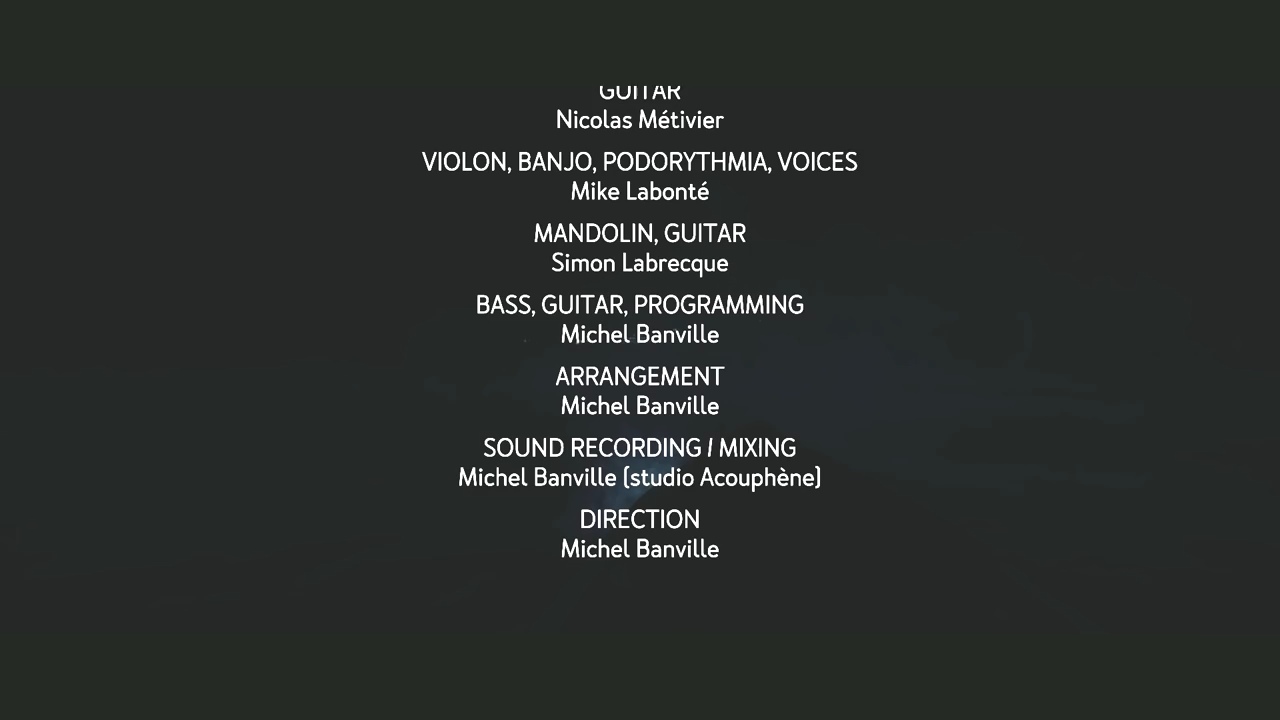 GUITAR
Nicolas Métivier
VIOLON, BANJO, PODORYTHMIA, VOICES
Mike Labonté
MANDOLIN, GUITAR
Simon Labrecque
BASS, GUITAR, PROGRAMMING
Michel Banville
ARRANGEMENT
Michel Banville
SOUND RECORDING / MIXING
Michel Banville (studio Acouphène)
DIRECTION
Michel Banville